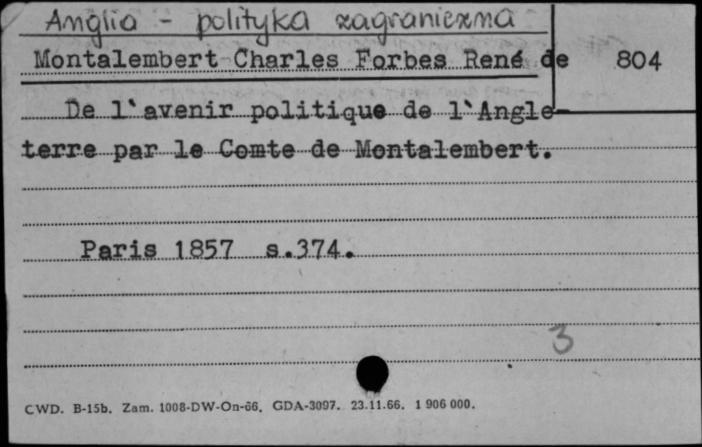 Anglia - polityka zagraniczna
Montalembert Charles Forbes René de 804
De l'avenir politique de l'Angle-
terre par le Comte de Montalembert.
Paris 1857 s.374.
3
CWD. B-15b. Zam. 1008-DW-On-66. GDA-3097. 23.11.66. 1 906 000.